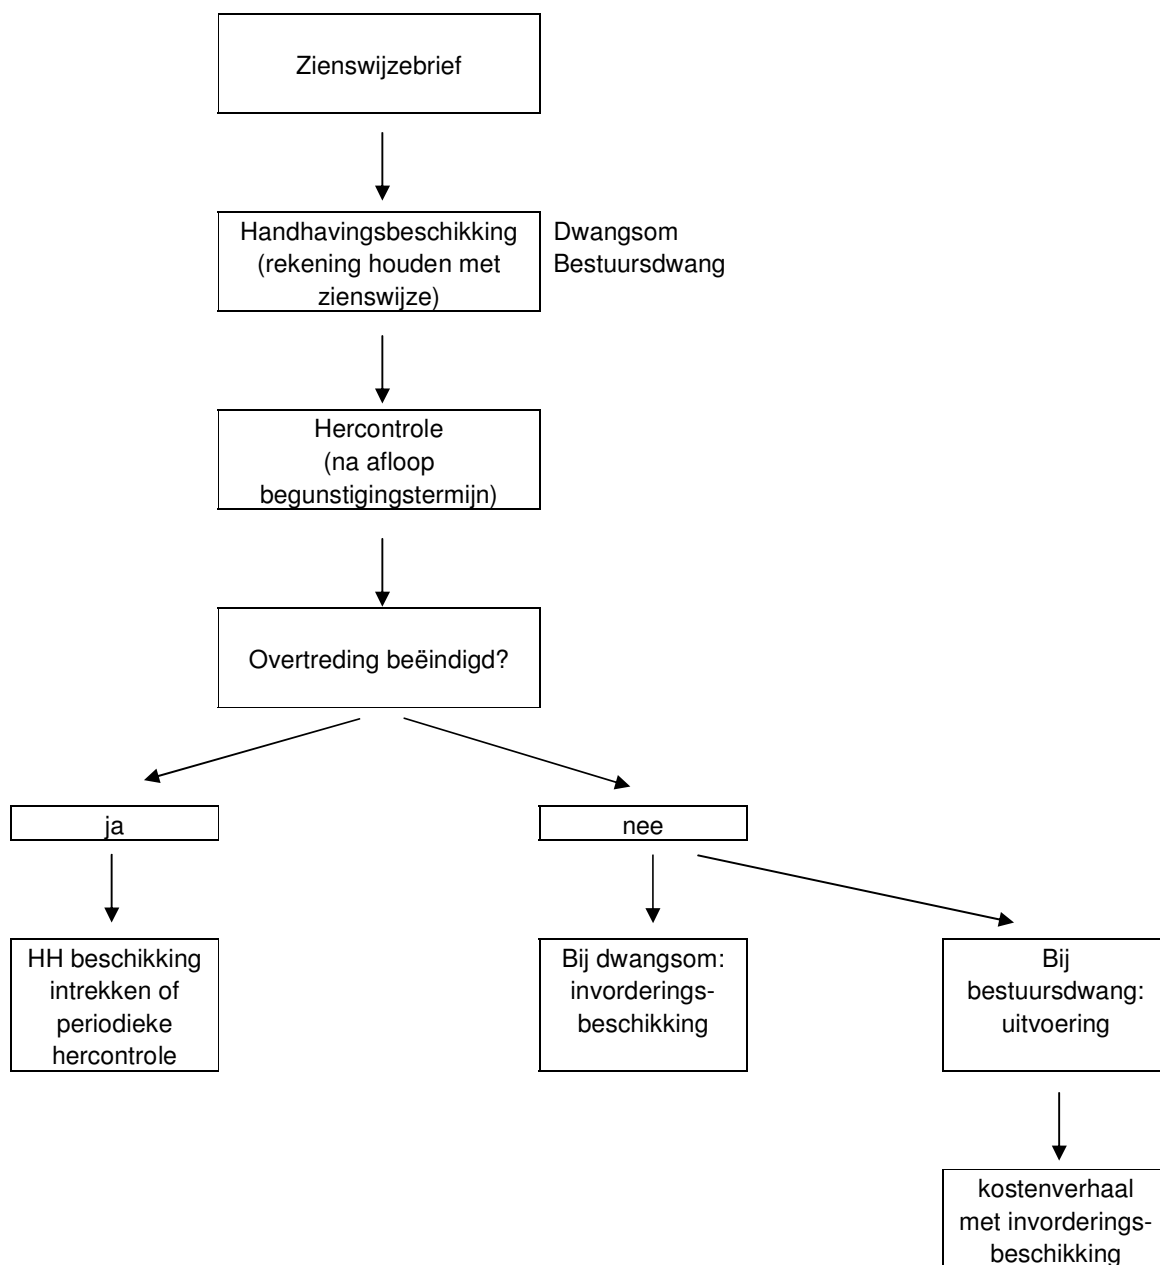 Zienswijzebrief
Handhavingsbeschikking
(rekening houden met
zienswijze)
Dwangsom
Bestuursdwang
Hercontrole
(na afloop
begunstigingstermijn)
Overtreding beëindigd?
ja
nee
HH beschikking
intrekken of
periodieke
hercontrole
Bij dwangsom:
invorderings-
beschikking
Bij
bestuursdwang:
uitvoering
kostenverhaal
met invorderings-
beschikking